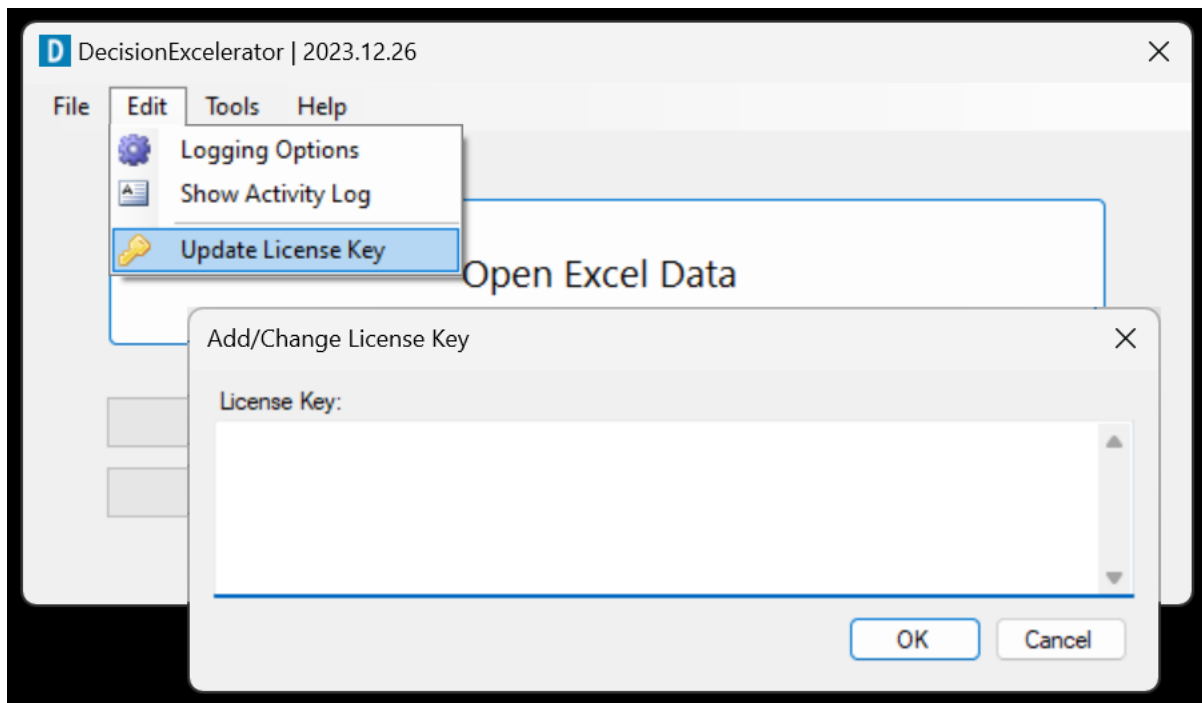 D DecisionExcelerator | 2023.12.26
File Edit Tools Help
Logging Options
Show Activity Log
Update License Key
Open Excel Data
Add/Change License Key
License Key:
OK Cancel